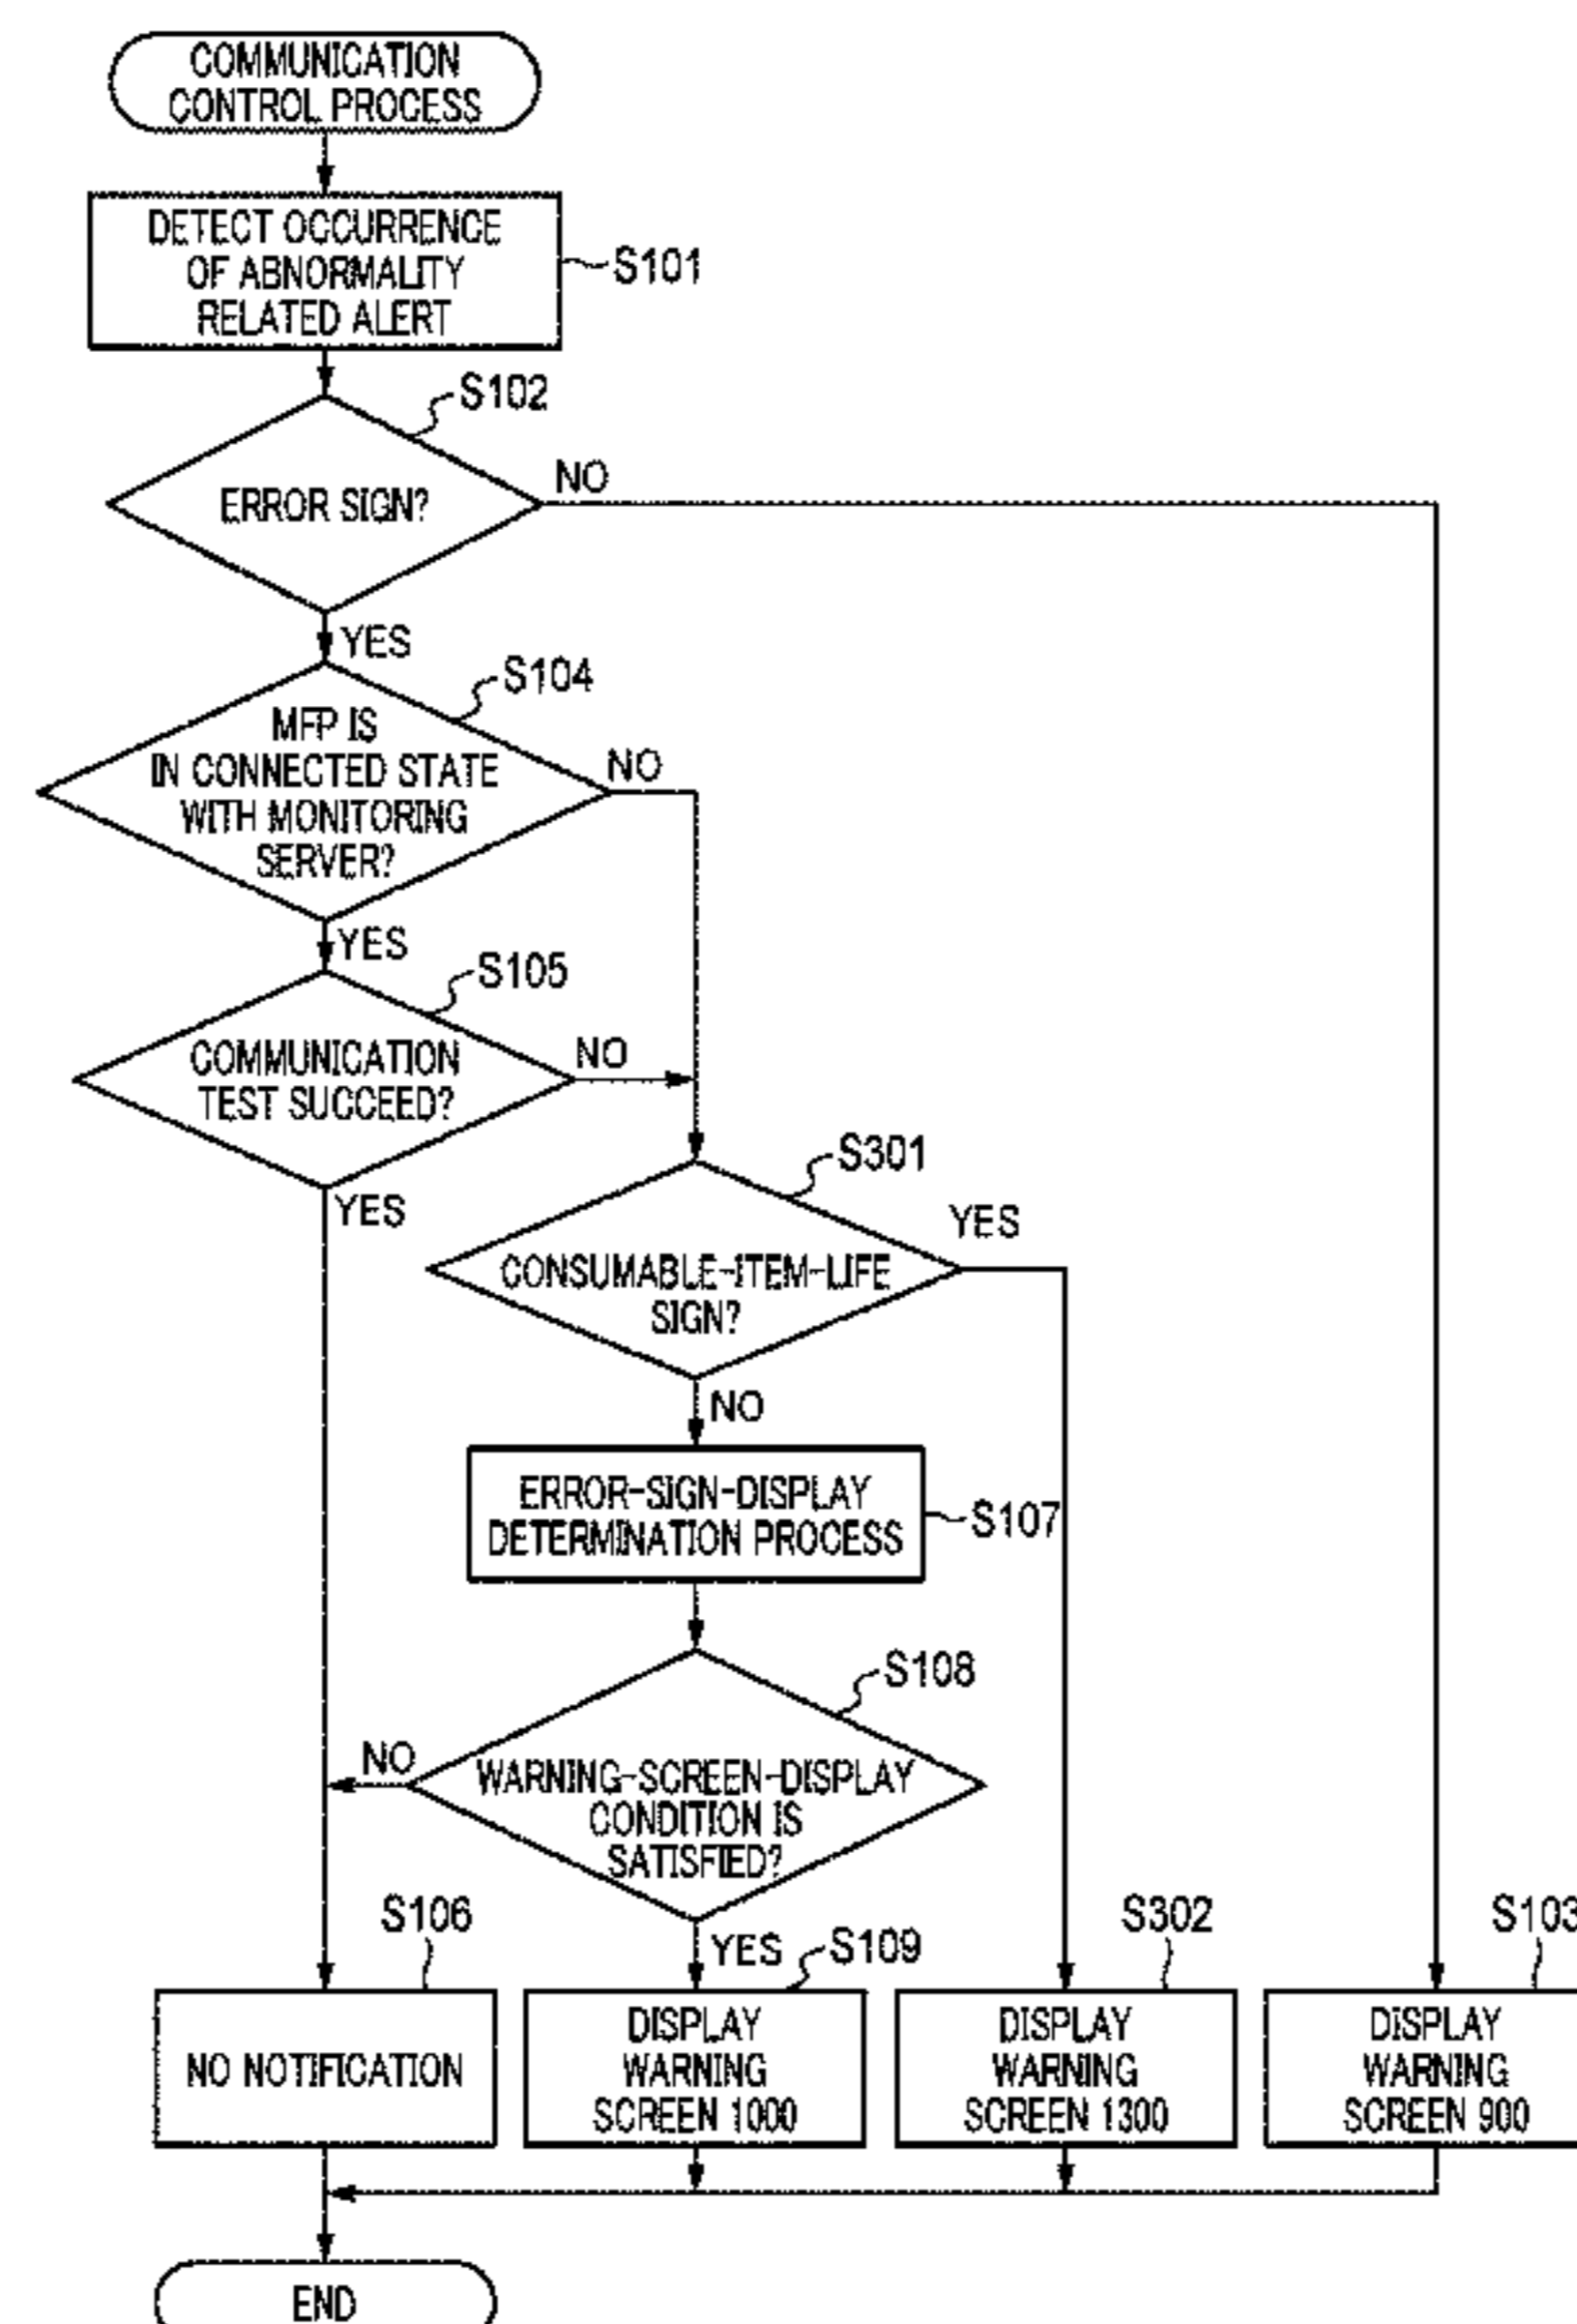 COMMUNICATION
CONTROL PROCESS
DETECT OCCURRENCE
OF ABNORMALITY
RELATED ALERT
S101
S102
ERROR SIGN?
NO
YES
S104
MFP IS
IN CONNECTED STATE
WITH MONITORING
SERVER?
NO
YES
S105
COMMUNICATION
TEST SUCCEED?
NO
YES
S301
CONSUMABLE-ITEM-LIFE
SIGN?
YES
NO
ERROR-SIGN-DISPLAY
DETERMINATION PROCESS
S107
S108
WARNING-SCREEN-DISPLAY
CONDITION IS
SATISFIED?
NO
YES
S106
NO NOTIFICATION
S109
DISPLAY
WARNING
SCREEN 1000
S302
DISPLAY
WARNING
SCREEN 1300
S103
DISPLAY
WARNING
SCREEN 900
END